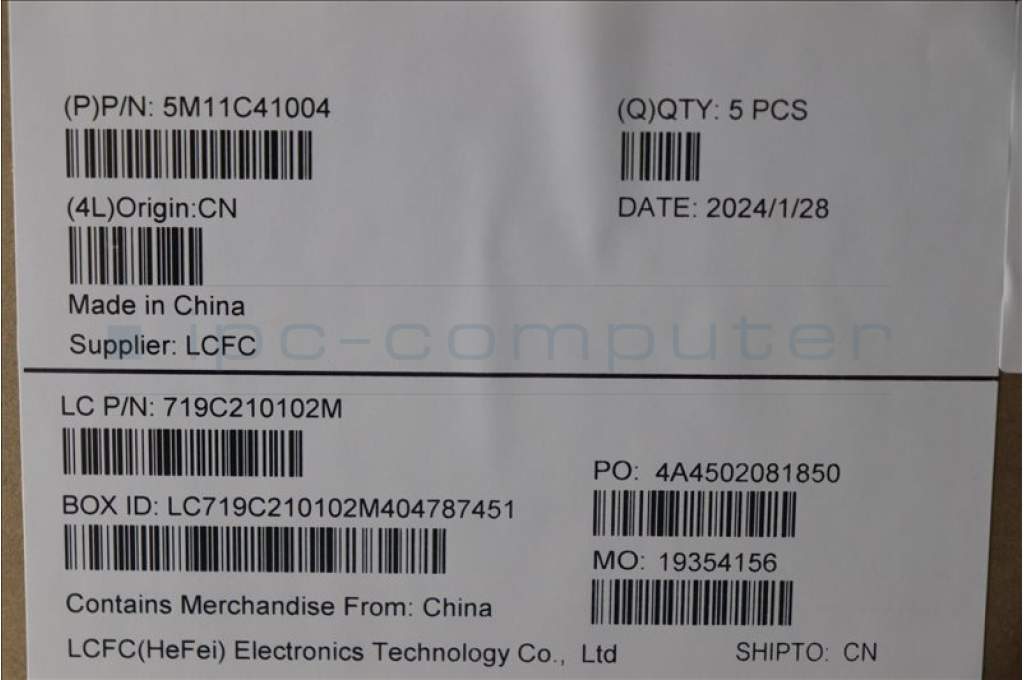 (P)P/N: 5M11C41004
(Q)QTY: 5 PCS
(4L)Origin:CN
DATE: 2024/1/28
Made in China
ipc-computer
Supplier: LCFC
LC P/N: 719C210102M
PO: 4A4502081850
BOX ID: LC719C210102M404787451
MO: 19354156
Contains Merchandise From: China
LCFC(HeFei) Electronics Technology Co., Ltd
SHIPTO: CN